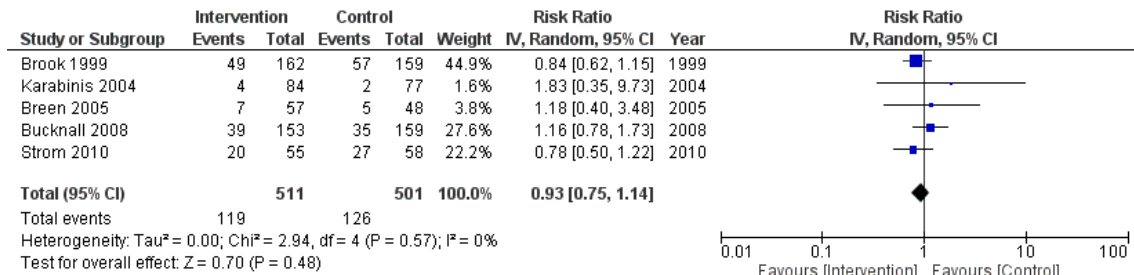 Intervention Control Risk Ratio Risk Ratio
Study or Subgroup Events Total Events Total Weight IV, Random, 95% CI Year IV, Random, 95% CI
Brook 1999 49 162 57 159 44.9% 0.84 [0.62, 1.15] 1999
Karabinis 2004 4 84 2 77 1.6% 1.83 [0.35, 9.73] 2004
Breen 2005 7 57 5 48 3.8% 1.18 [0.40, 3.48] 2005
Bucknall 2008 39 153 35 159 27.6% 1.16 [0.78, 1.73] 2008
Strom 2010 20 55 27 58 22.2% 0.78 [0.50, 1.22] 2010
Total (95% CI) 511 501 100.0% 0.93 [0.75, 1.14]
Total events 119 126
Heterogeneity: Tau² = 0.00; Chi² = 2.94, df = 4 (P = 0.57); I² = 0%
Test for overall effect: Z = 0.70 (P = 0.48)
0.01 0.1 1 10 100
Favours [Intervention] Favours [Control]